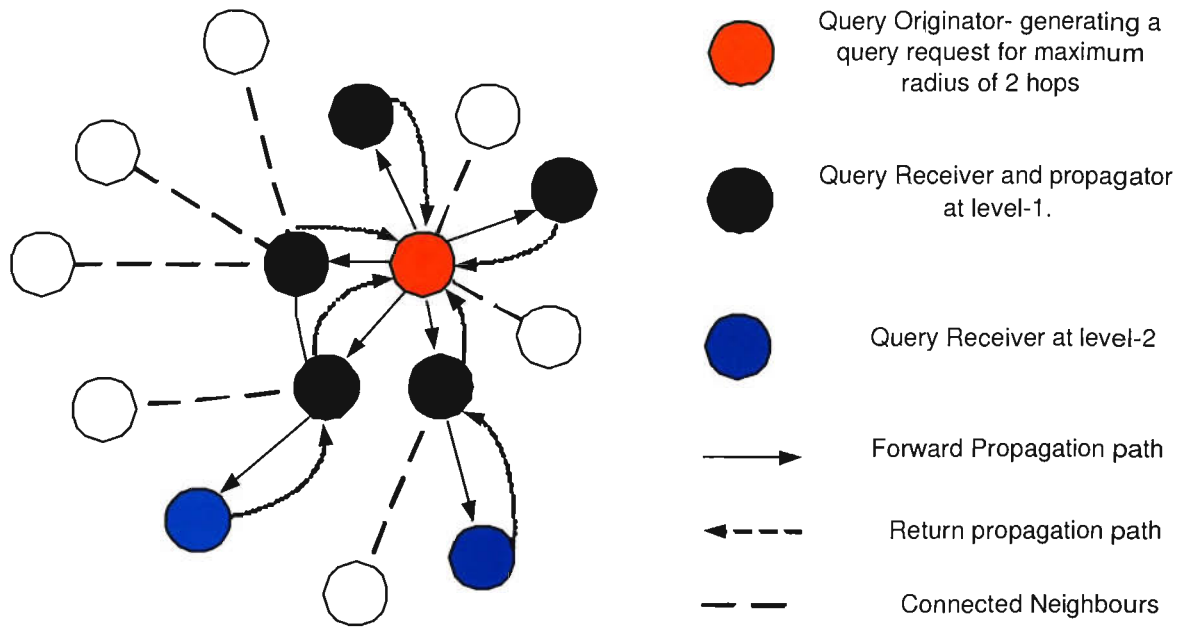 Query Originator- generating a
query request for maximum
radius of 2 hops
Query Receiver and propagator
at level-1.
Query Receiver at level-2
Forward Propagation path
Return propagation path
Connected Neighbours